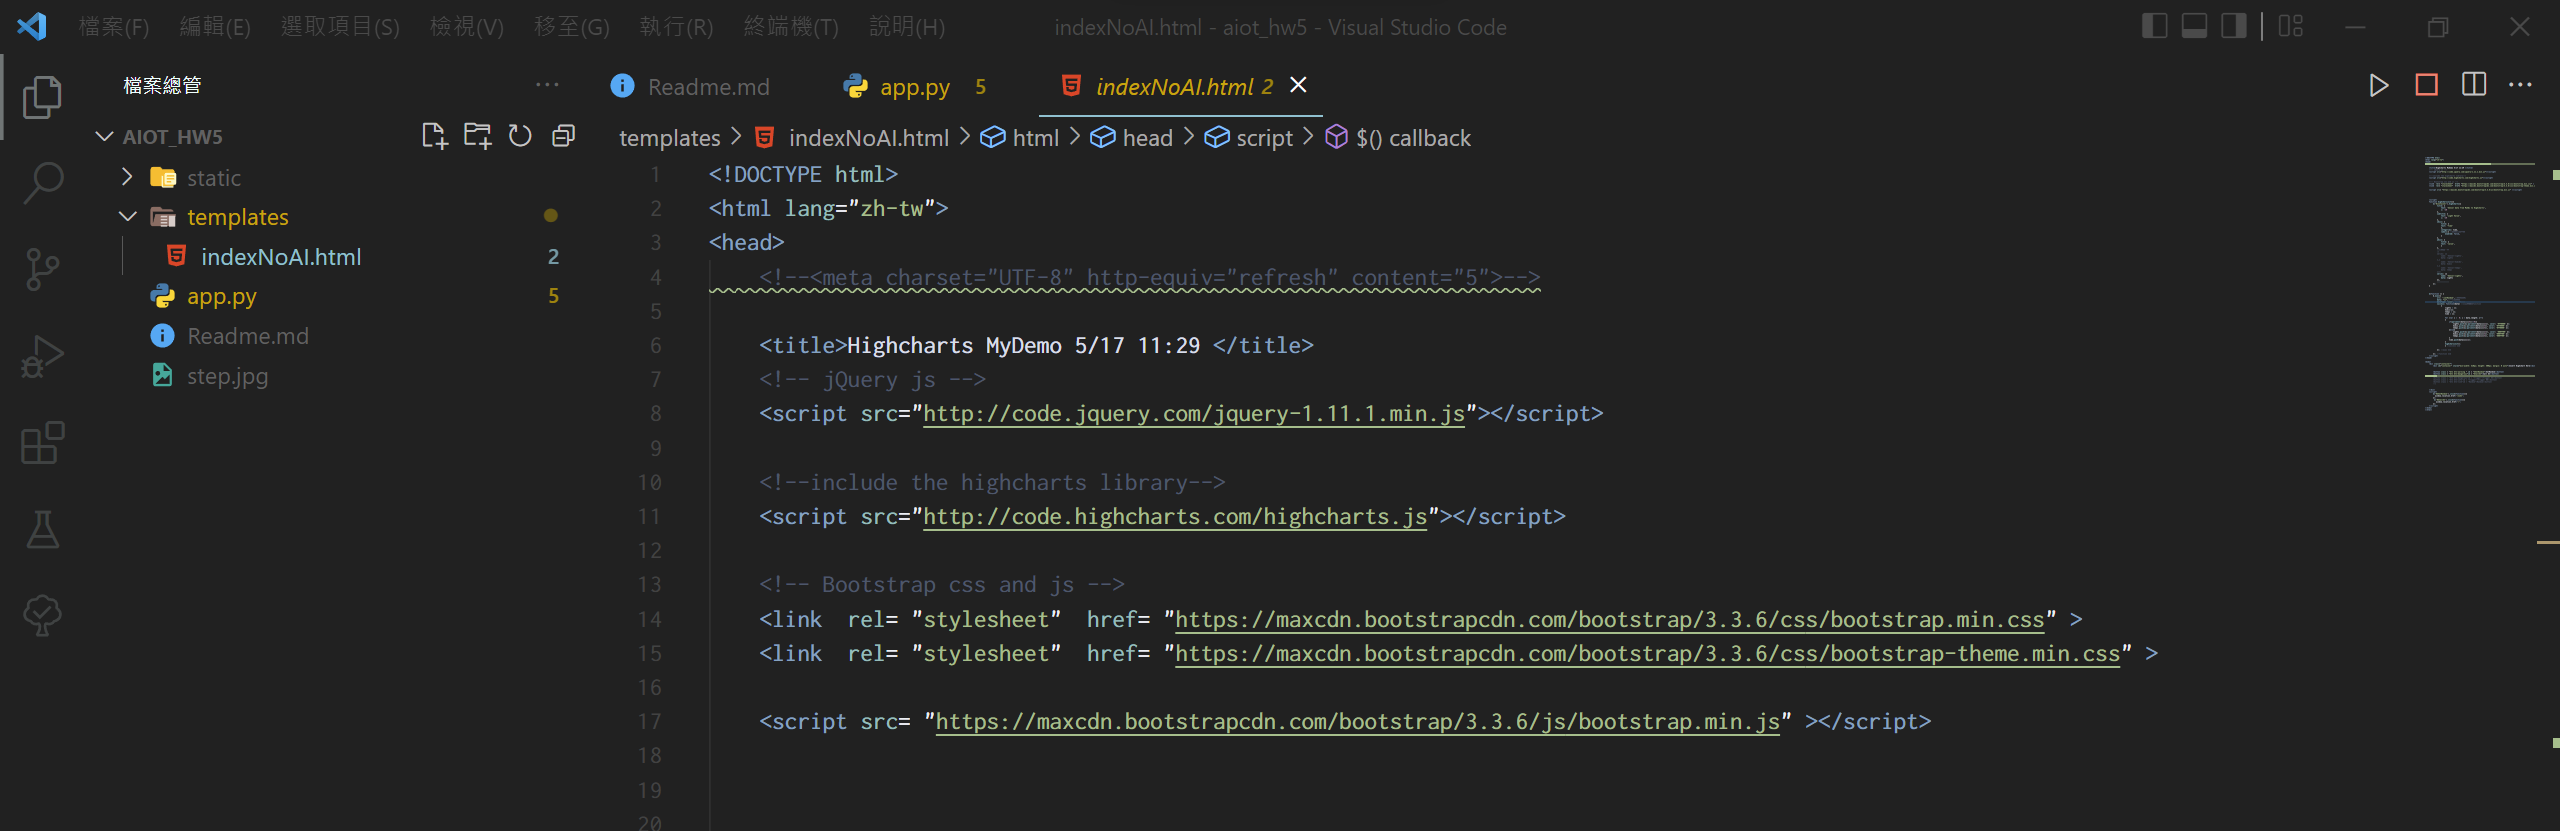 檔案(F) 編輯(E) 選取項目(S) 檢視(V) 移至(G) 執行(R) 終端機(T) 說明(H) indexNoAI.html - aiot_hw5 - Visual Studio Code
檔案總管 ··· Readme.md app.py 5 indexNoAI.html 2
AIOT_HW5
templates > indexNoAI.html > html > head > script > $() callback
static
templates
indexNoAI.html 2
app.py 5
Readme.md
step.jpg
1 <!DOCTYPE html>
2 <html lang="zh-tw">
3 <head>
4 <!--<meta charset="UTF-8" http-equiv="refresh" content="5">-->
5
6 <title>Highcharts MyDemo 5/17 11:29 </title>
7 <!-- jQuery js -->
8 <script src="http://code.jquery.com/jquery-1.11.1.min.js"></script>
9
10 <!--include the highcharts library-->
11 <script src="http://code.highcharts.com/highcharts.js"></script>
12
13 <!-- Bootstrap css and js -->
14 <link  rel= "stylesheet"  href= "https://maxcdn.bootstrapcdn.com/bootstrap/3.3.6/css/bootstrap.min.css" >
15 <link  rel= "stylesheet"  href= "https://maxcdn.bootstrapcdn.com/bootstrap/3.3.6/css/bootstrap-theme.min.css" >
16
17 <script src= "https://maxcdn.bootstrapcdn.com/bootstrap/3.3.6/js/bootstrap.min.js" ></script>
18
19
20